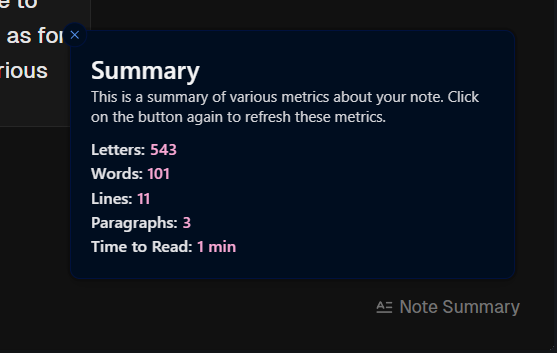 e to
as for
rious
Summary
This is a summary of various metrics about your note. Click
on the button again to refresh these metrics.
Letters: 543
Words: 101
Lines: 11
Paragraphs: 3
Time to Read: 1 min
Note Summary